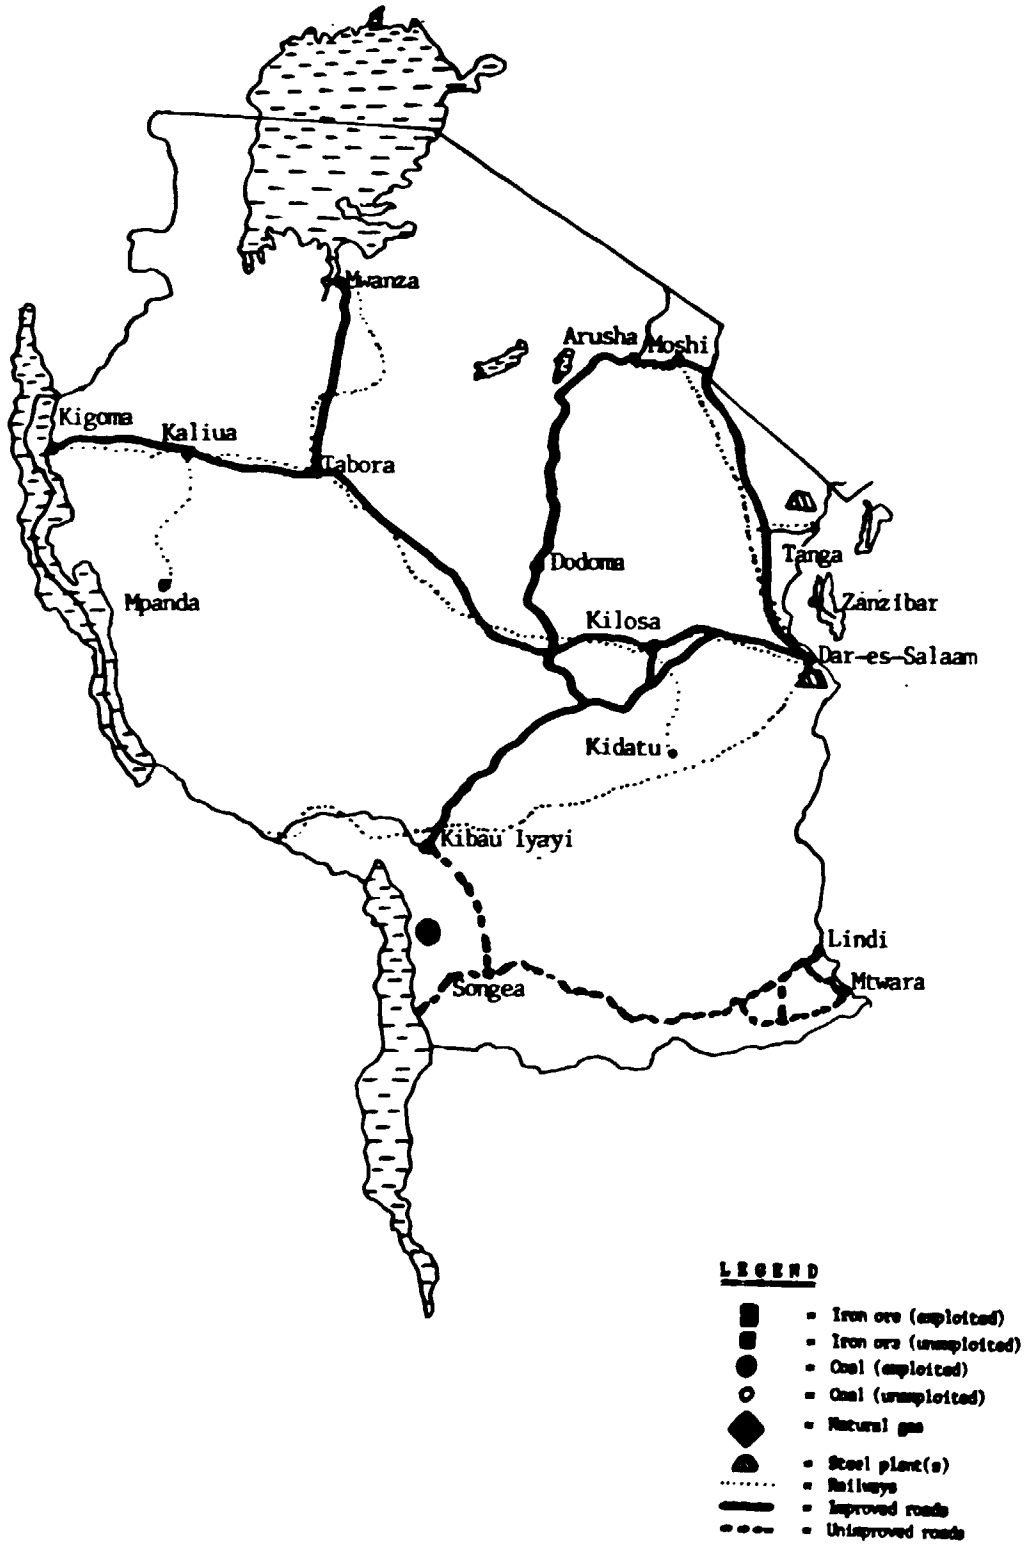 Mwanza
Arusha
Moshi
Kigoma
Kaliua
Tabora
Dodoma
Tanga
Mpanda
Zanzibar
Kilosa
Dar-es-Salaam
Kidatu
Kibau Iyayi
Lindi
Songea
Mtwara
LEGEND
= Iron ore (exploited)
= Iron ore (unexploited)
= Coal (exploited)
= Coal (unexploited)
= Natural gas
= Steel plant(s)
= Railways
= Improved roads
= Unimproved roads